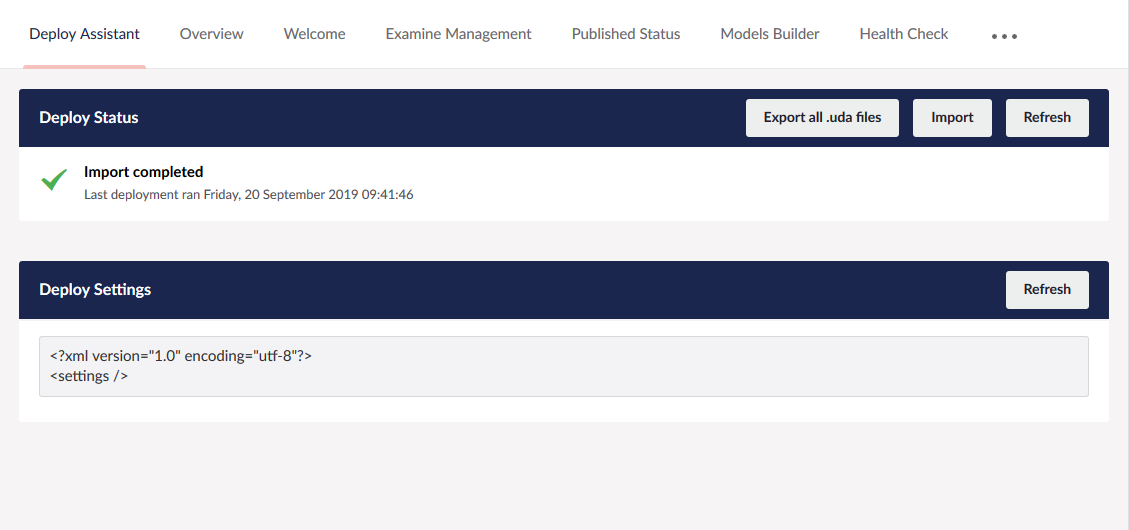 Deploy Assistant Overview Welcome Examine Management Published Status Models Builder Health Check
Deploy Status Export all .uda files Import Refresh
Import completed
Last deployment ran Friday, 20 September 2019 09:41:46
Deploy Settings Refresh
<?xml version="1.0" encoding="utf-8"?>
<settings />